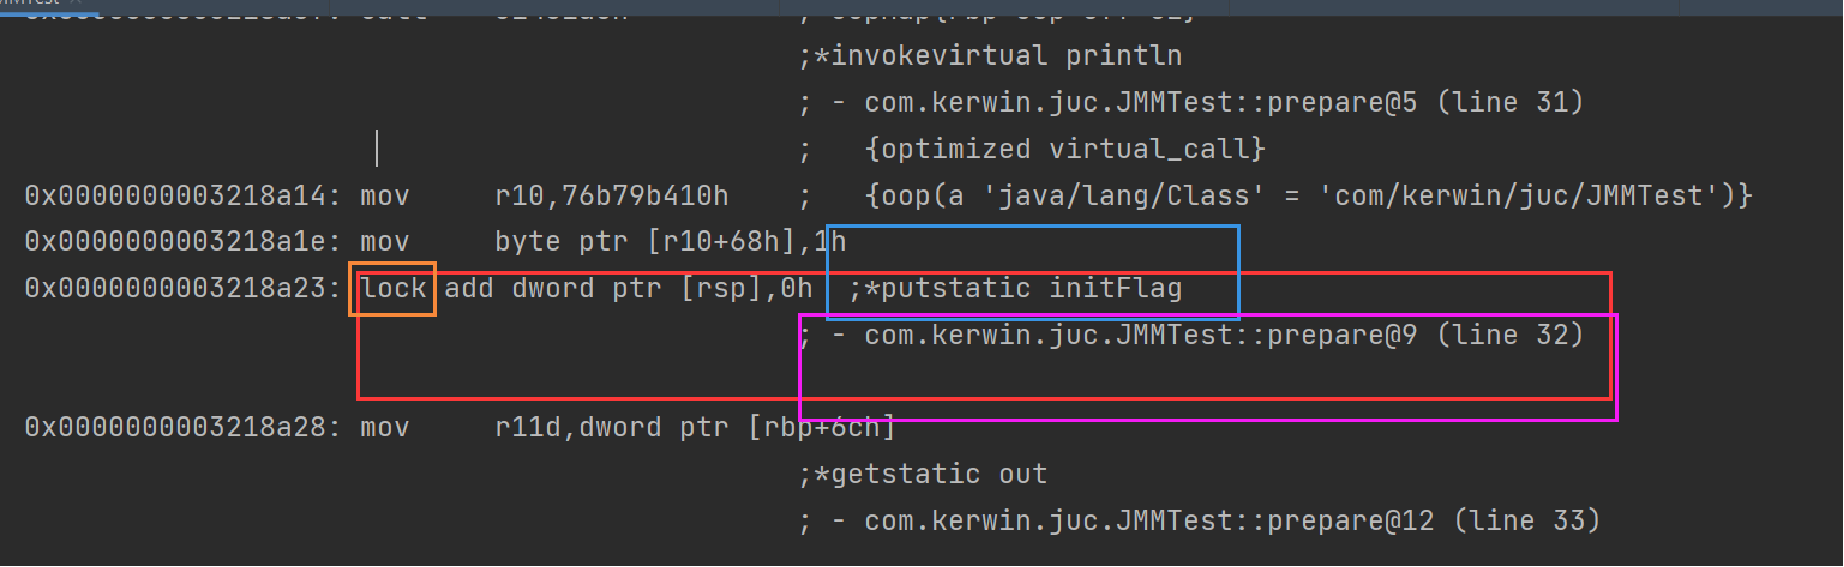 ;*invokevirtual println
; - com.kerwin.juc.JMMTest::prepare@5 (line 31)
; {optimized virtual_call}
0x0000000003218a14: mov r10,76b79b410h ; {oop(a 'java/lang/Class' = 'com/kerwin/juc/JMMTest')}
0x0000000003218a1e: mov byte ptr [r10+68h],1h
0x0000000003218a23: lock add dword ptr [rsp],0h ;*putstatic initFlag
; - com.kerwin.juc.JMMTest::prepare@9 (line 32)
0x0000000003218a28: mov r11d,dword ptr [rbp+6ch]
;*getstatic out
; - com.kerwin.juc.JMMTest::prepare@12 (line 33)